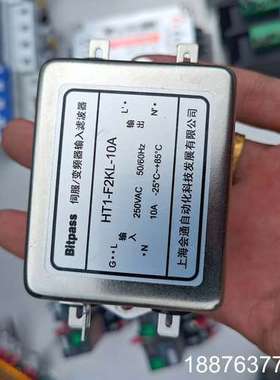 Bitpass 伺服/变频器输入滤波器
HT1-F2KL-10A
G· ·L 输入 ·N
250VAC 50/60Hz
10A -25°C~+85°C
L'· 输出 N'·
上海会通自动化科技发展有限公司
18876377